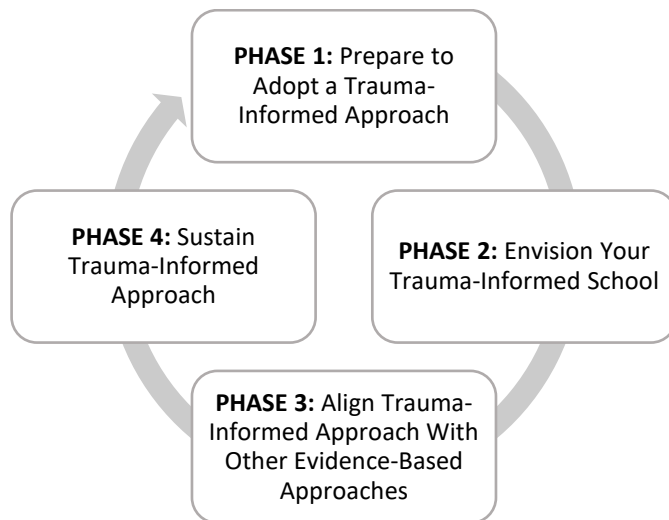 PHASE 1: Prepare to
Adopt a Trauma-
Informed Approach
PHASE 2: Envision Your
Trauma-Informed School
PHASE 3: Align Trauma-
Informed Approach With
Other Evidence-Based
Approaches
PHASE 4: Sustain
Trauma-Informed
Approach